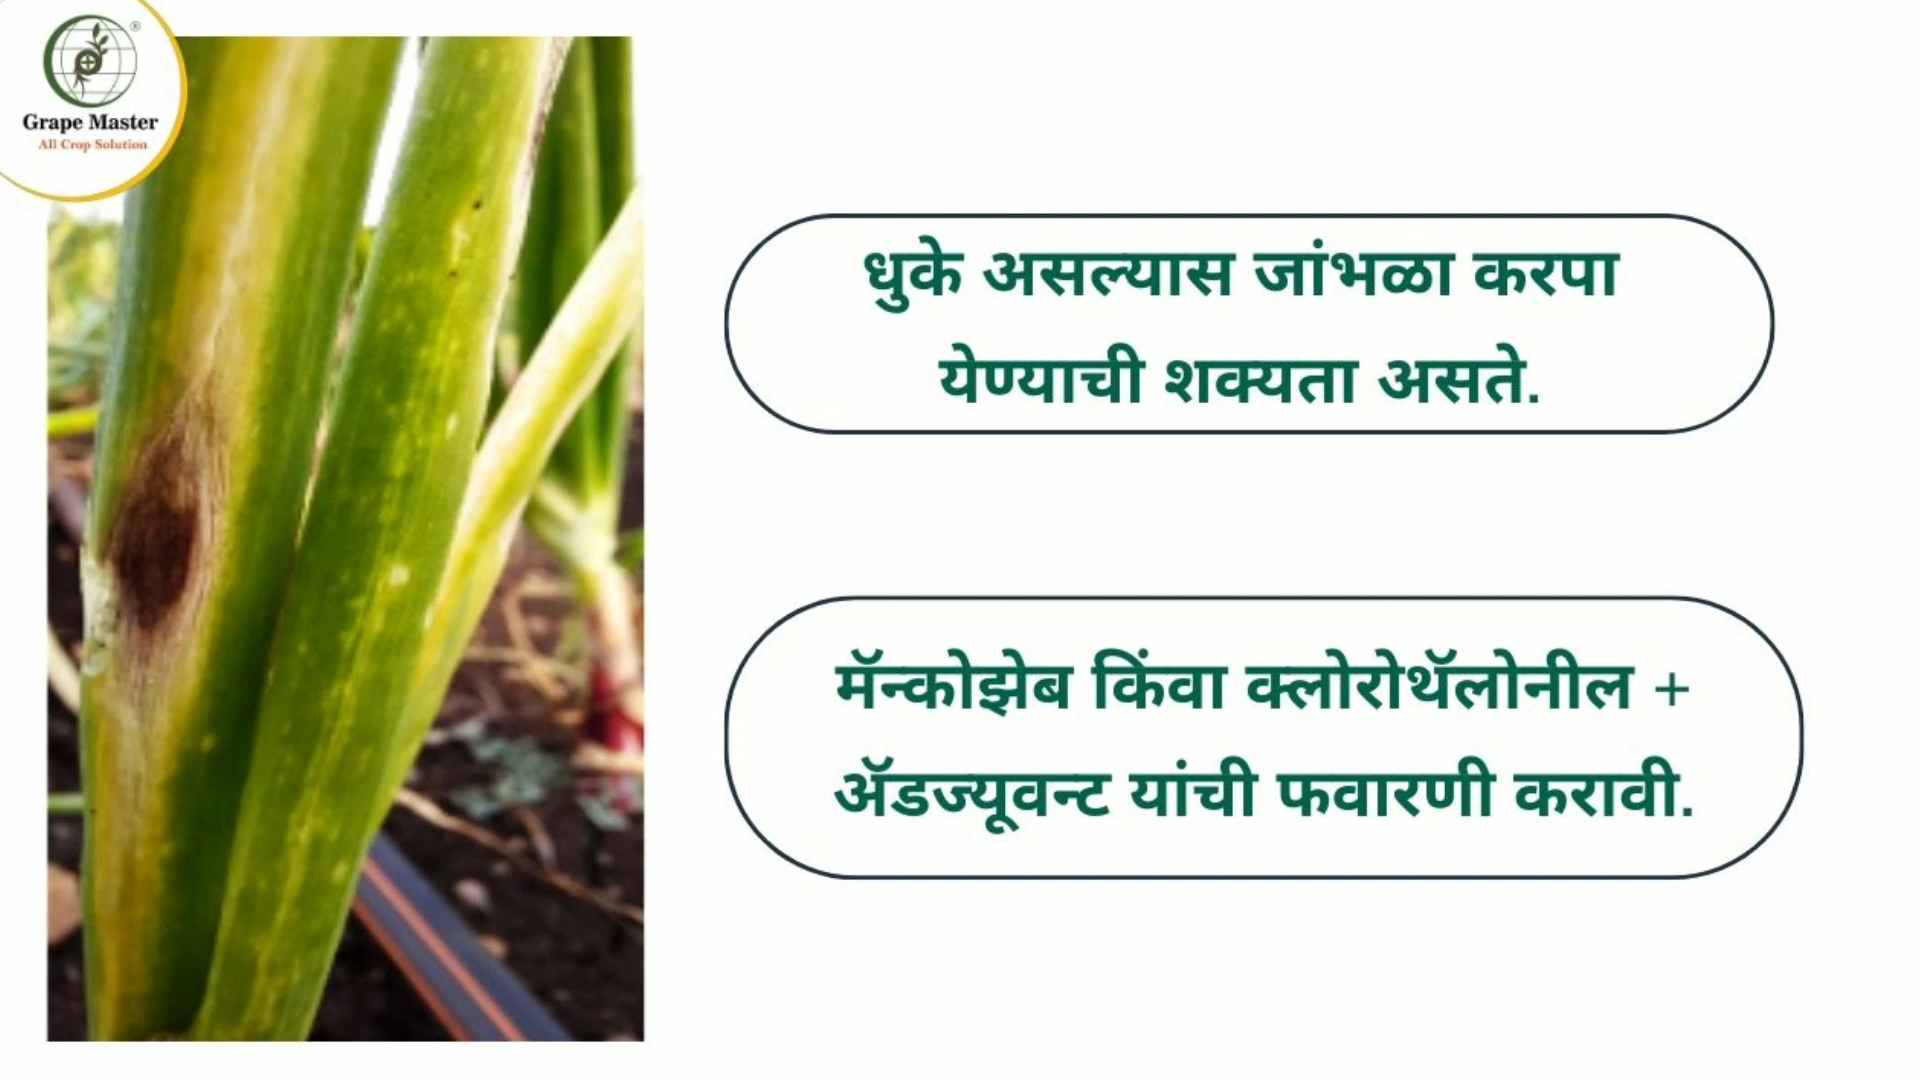 Grape Master
All Crop Solution
धुके असल्यास जांभळा करपा
येण्याची शक्यता असते.
मॅन्कोझेब किंवा क्लोरोथॅलोनील +
ॲडज्यूवन्ट यांची फवारणी करावी.